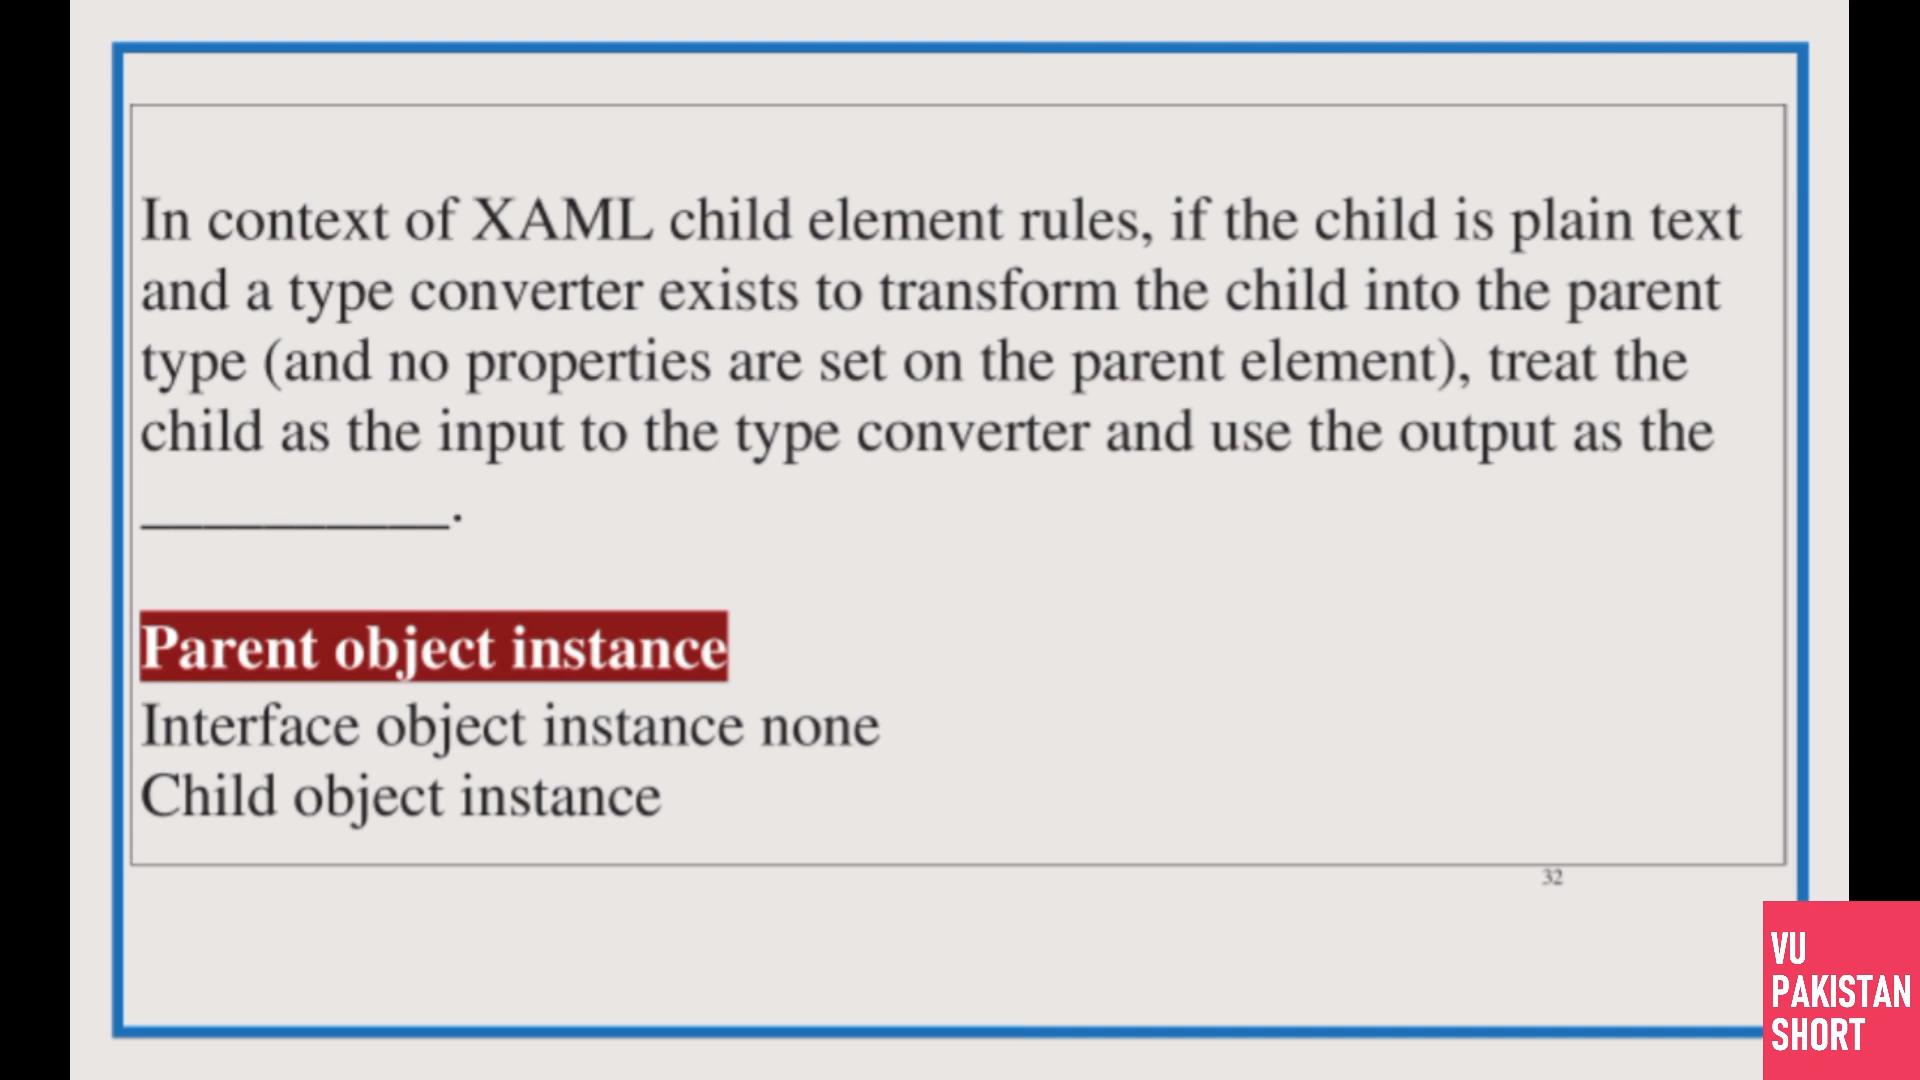 In context of XAML child element rules, if the child is plain text
and a type converter exists to transform the child into the parent
type (and no properties are set on the parent element), treat the
child as the input to the type converter and use the output as the
__________.
Parent object instance
Interface object instance none
Child object instance
32
VU
PAKISTAN
SHORT